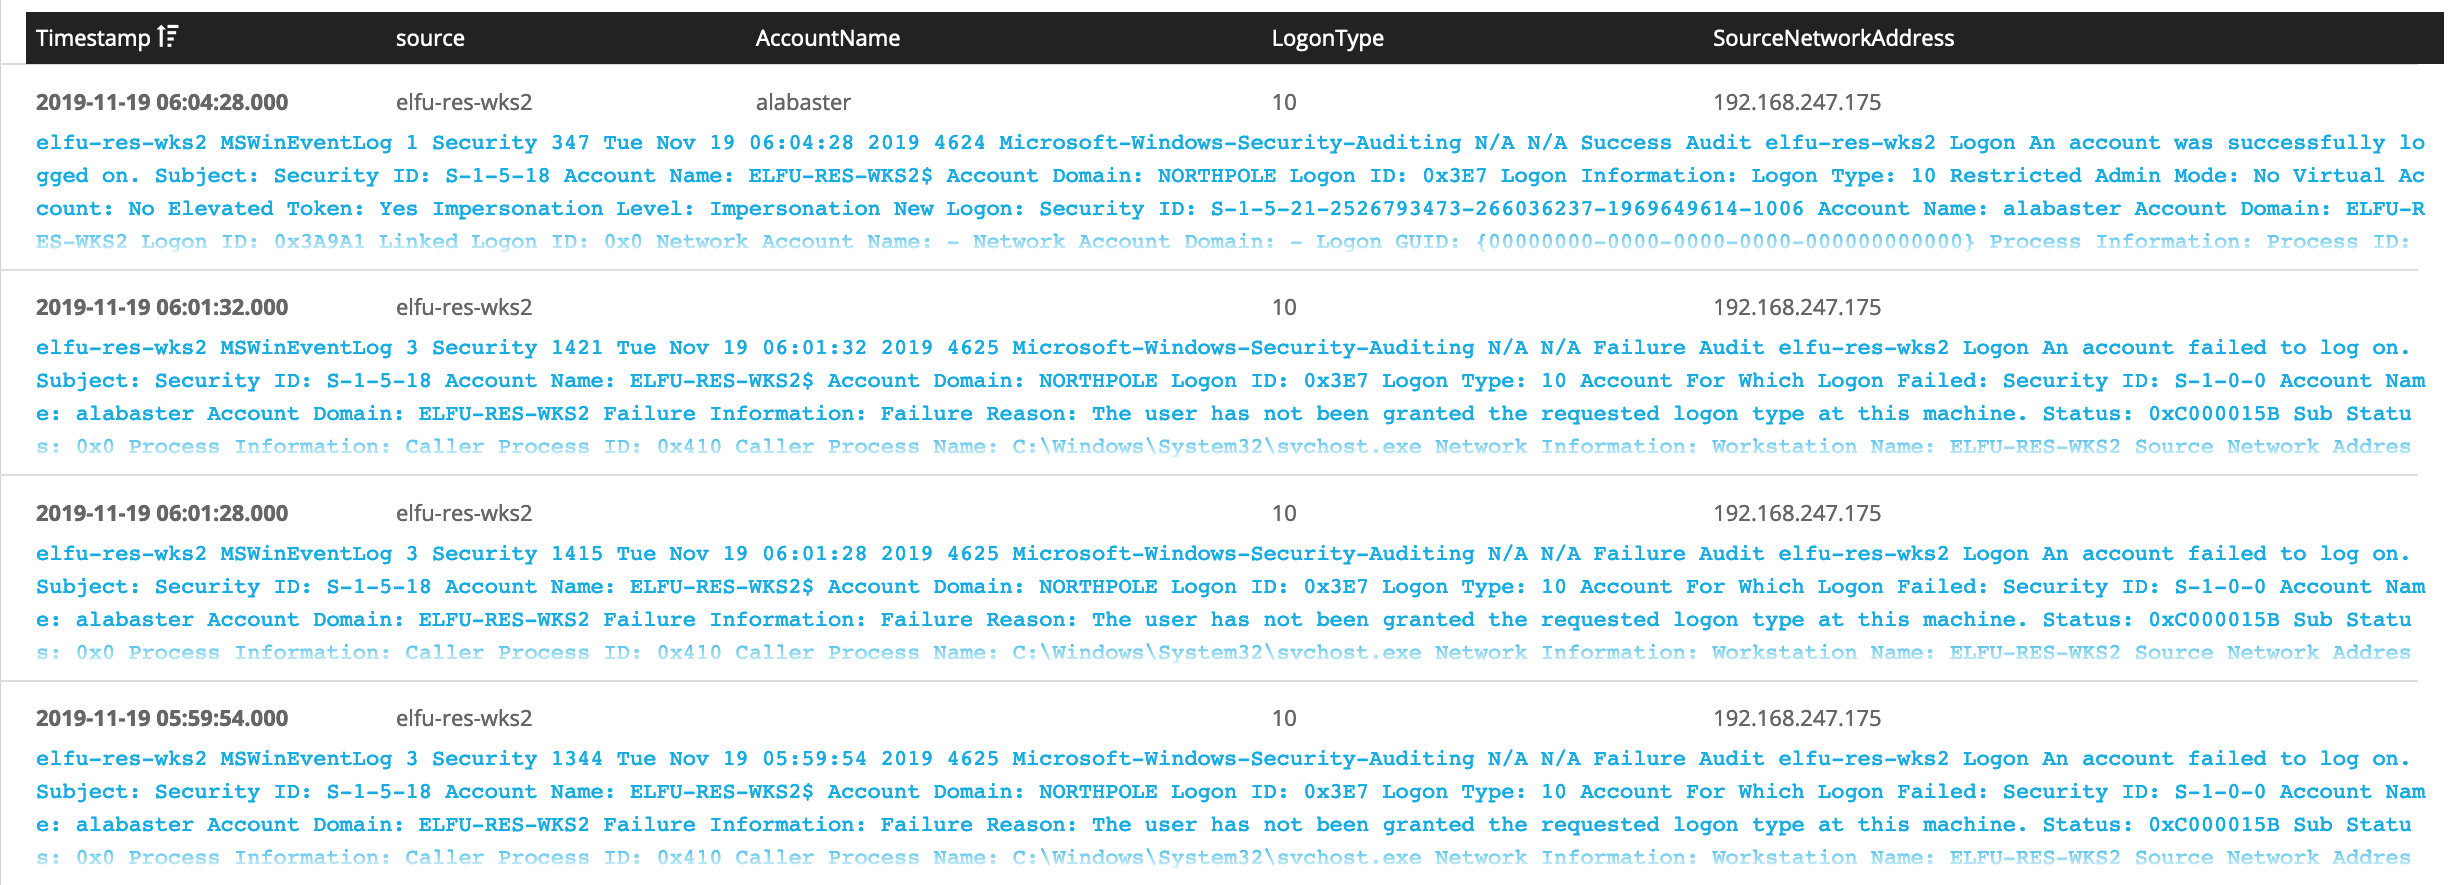 Timestamp source AccountName LogonType SourceNetworkAddress
2019-11-19 06:04:28.000 elfu-res-wks2 alabaster 10 192.168.247.175
elfu-res-wks2 MSWinEventLog 1 Security 347 Tue Nov 19 06:04:28 2019 4624 Microsoft-Windows-Security-Auditing N/A N/A Success Audit elfu-res-wks2 Logon An account was successfully lo
gged on. Subject: Security ID: S-1-5-18 Account Name: ELFU-RES-WKS2$ Account Domain: NORTHPOLE Logon ID: 0x3E7 Logon Information: Logon Type: 10 Restricted Admin Mode: No Virtual Ac
count: No Elevated Token: Yes Impersonation Level: Impersonation New Logon: Security ID: S-1-5-21-2526793473-266036237-1969649614-1006 Account Name: alabaster Account Domain: ELFU-R
ES-WKS2 Logon ID: 0x3A9A1 Linked Logon ID: 0x0 Network Account Name: - Network Account Domain: - Logon GUID: {00000000-0000-0000-0000-000000000000} Process Information: Process ID:
2019-11-19 06:01:32.000 elfu-res-wks2 10 192.168.247.175
elfu-res-wks2 MSWinEventLog 3 Security 1421 Tue Nov 19 06:01:32 2019 4625 Microsoft-Windows-Security-Auditing N/A N/A Failure Audit elfu-res-wks2 Logon An account failed to log on.
Subject: Security ID: S-1-5-18 Account Name: ELFU-RES-WKS2$ Account Domain: NORTHPOLE Logon ID: 0x3E7 Logon Type: 10 Account For Which Logon Failed: Security ID: S-1-0-0 Account Nam
e: alabaster Account Domain: ELFU-RES-WKS2 Failure Information: Failure Reason: The user has not been granted the requested logon type at this machine. Status: 0xC000015B Sub Statu
s: 0x0 Process Information: Caller Process ID: 0x410 Caller Process Name: C:\Windows\System32\svchost.exe Network Information: Workstation Name: ELFU-RES-WKS2 Source Network Addres
2019-11-19 06:01:28.000 elfu-res-wks2 10 192.168.247.175
elfu-res-wks2 MSWinEventLog 3 Security 1415 Tue Nov 19 06:01:28 2019 4625 Microsoft-Windows-Security-Auditing N/A N/A Failure Audit elfu-res-wks2 Logon An account failed to log on.
Subject: Security ID: S-1-5-18 Account Name: ELFU-RES-WKS2$ Account Domain: NORTHPOLE Logon ID: 0x3E7 Logon Type: 10 Account For Which Logon Failed: Security ID: S-1-0-0 Account Nam
e: alabaster Account Domain: ELFU-RES-WKS2 Failure Information: Failure Reason: The user has not been granted the requested logon type at this machine. Status: 0xC000015B Sub Statu
s: 0x0 Process Information: Caller Process ID: 0x410 Caller Process Name: C:\Windows\System32\svchost.exe Network Information: Workstation Name: ELFU-RES-WKS2 Source Network Addres
2019-11-19 05:59:54.000 elfu-res-wks2 10 192.168.247.175
elfu-res-wks2 MSWinEventLog 3 Security 1344 Tue Nov 19 05:59:54 2019 4625 Microsoft-Windows-Security-Auditing N/A N/A Failure Audit elfu-res-wks2 Logon An account failed to log on.
Subject: Security ID: S-1-5-18 Account Name: ELFU-RES-WKS2$ Account Domain: NORTHPOLE Logon ID: 0x3E7 Logon Type: 10 Account For Which Logon Failed: Security ID: S-1-0-0 Account Nam
e: alabaster Account Domain: ELFU-RES-WKS2 Failure Information: Failure Reason: The user has not been granted the requested logon type at this machine. Status: 0xC000015B Sub Statu
s: 0x0 Process Information: Caller Process ID: 0x410 Caller Process Name: C:\Windows\System32\svchost.exe Network Information: Workstation Name: ELFU-RES-WKS2 Source Network Addres